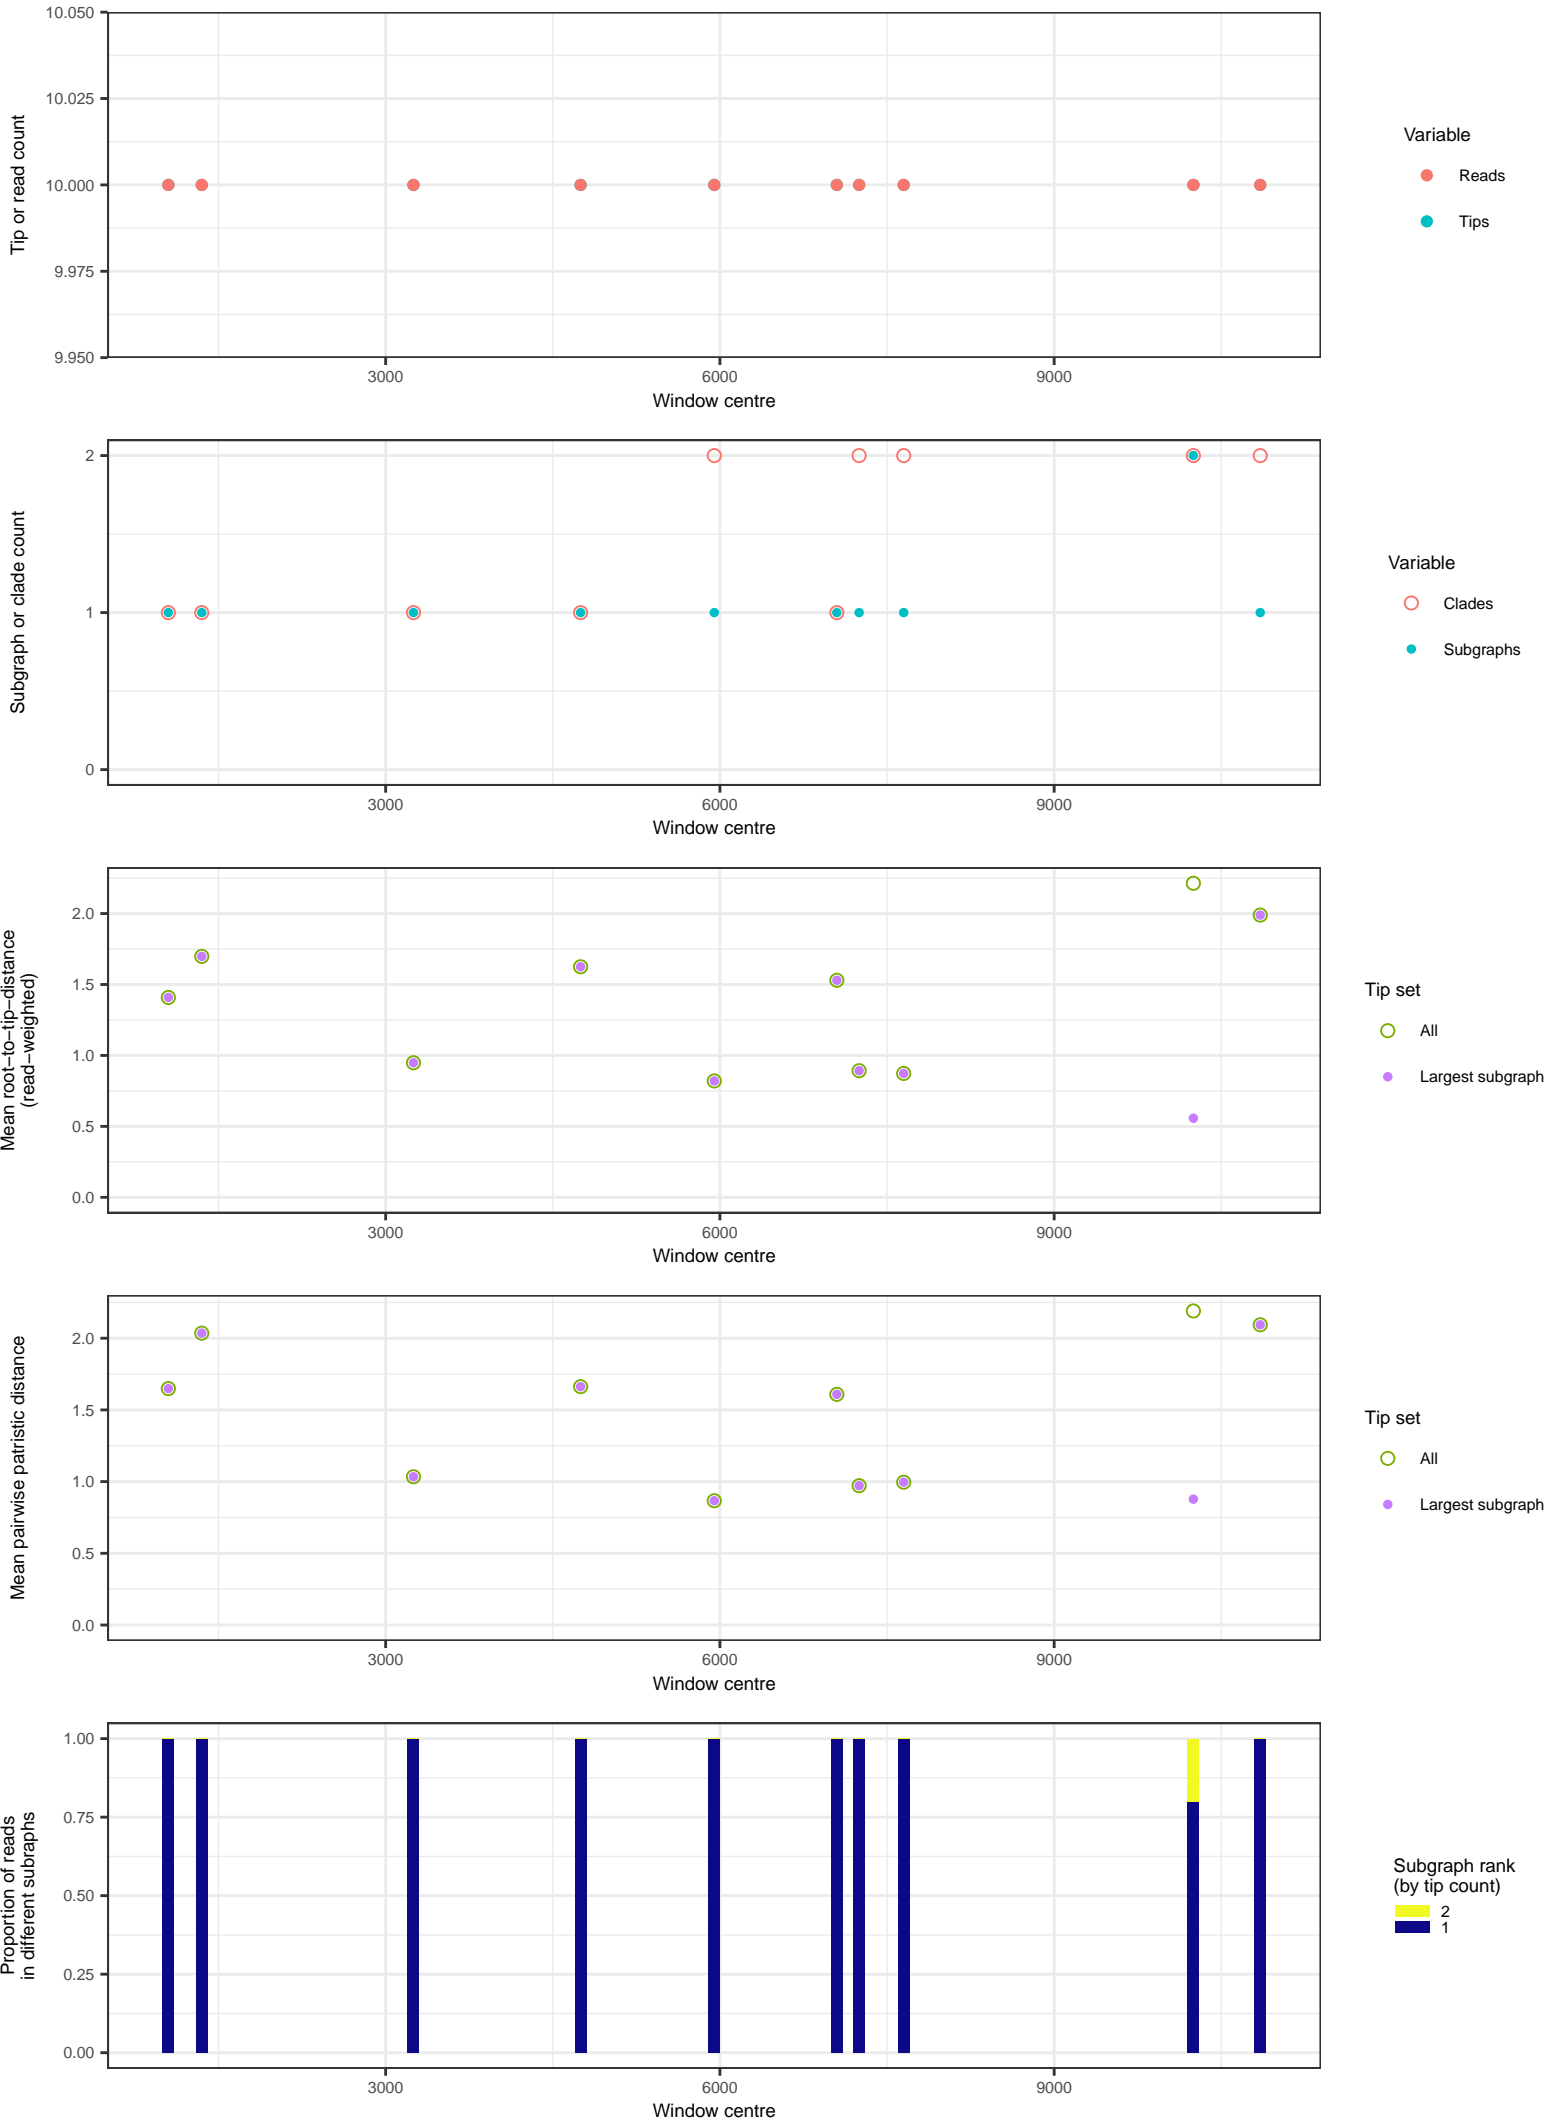 10.050
10.025
10.000
9.975
9.950
Tip or read count
3000
6000
9000
Window centre
Variable
Reads
Tips
2
1
0
Subgraph or clade count
3000
6000
9000
Window centre
Variable
Clades
Subgraphs
2.0
1.5
1.0
0.5
0.0
Mean root−to−tip−distance
(read−weighted)
3000
6000
9000
Window centre
Tip set
All
Largest subgraph
2.0
1.5
1.0
0.5
0.0
Mean pairwise patristic distance
3000
6000
9000
Window centre
Tip set
All
Largest subgraph
1.00
0.75
0.50
0.25
0.00
Proportion of reads
in different subraphs
3000
6000
9000
Window centre
Subgraph rank
(by tip count)
2
1